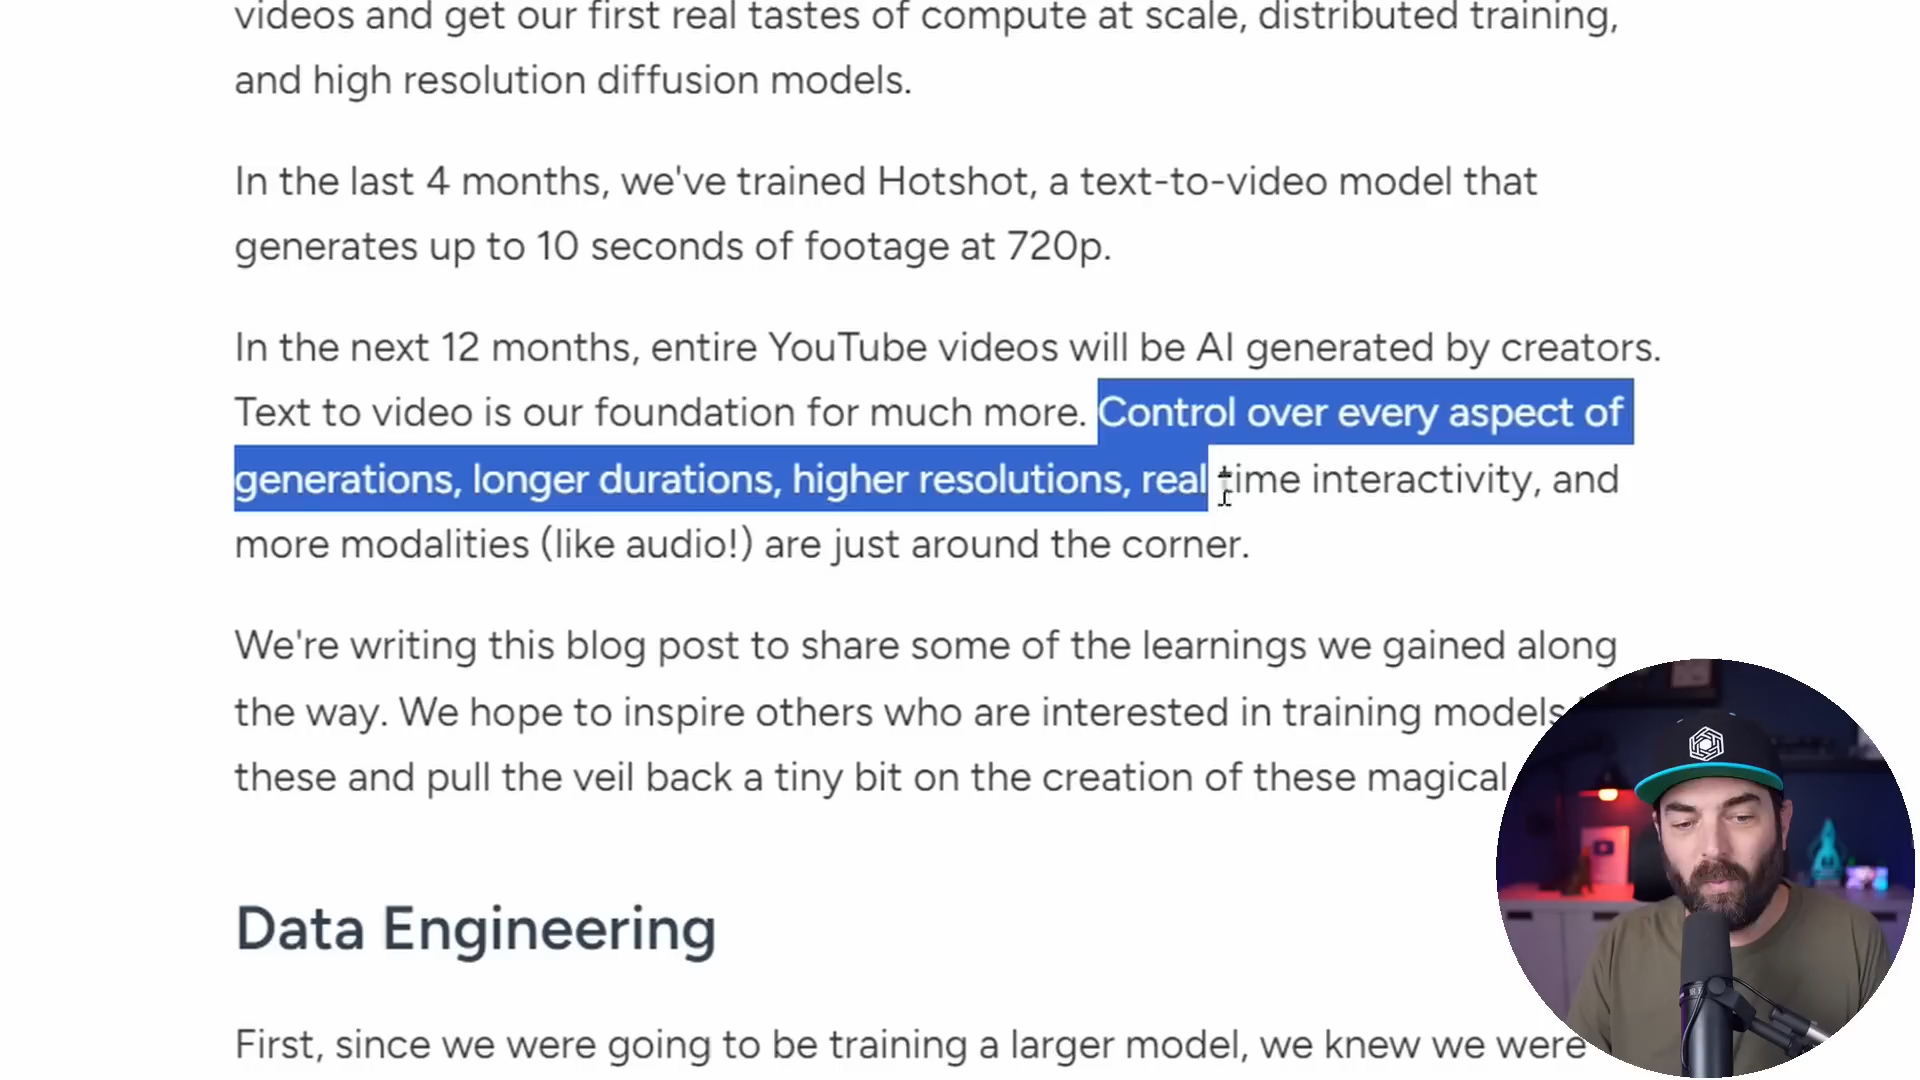 videos and get our first real tastes of compute at scale, distributed training,
and high resolution diffusion models.
In the last 4 months, we've trained Hotshot, a text-to-video model that
generates up to 10 seconds of footage at 720p.
In the next 12 months, entire YouTube videos will be AI generated by creators.
Text to video is our foundation for much more. Control over every aspect of
generations, longer durations, higher resolutions, real time interactivity, and
more modalities (like audio!) are just around the corner.
We're writing this blog post to share some of the learnings we gained along
the way. We hope to inspire others who are interested in training models
these and pull the veil back a tiny bit on the creation of these magical
Data Engineering
First, since we were going to be training a larger model, we knew we were